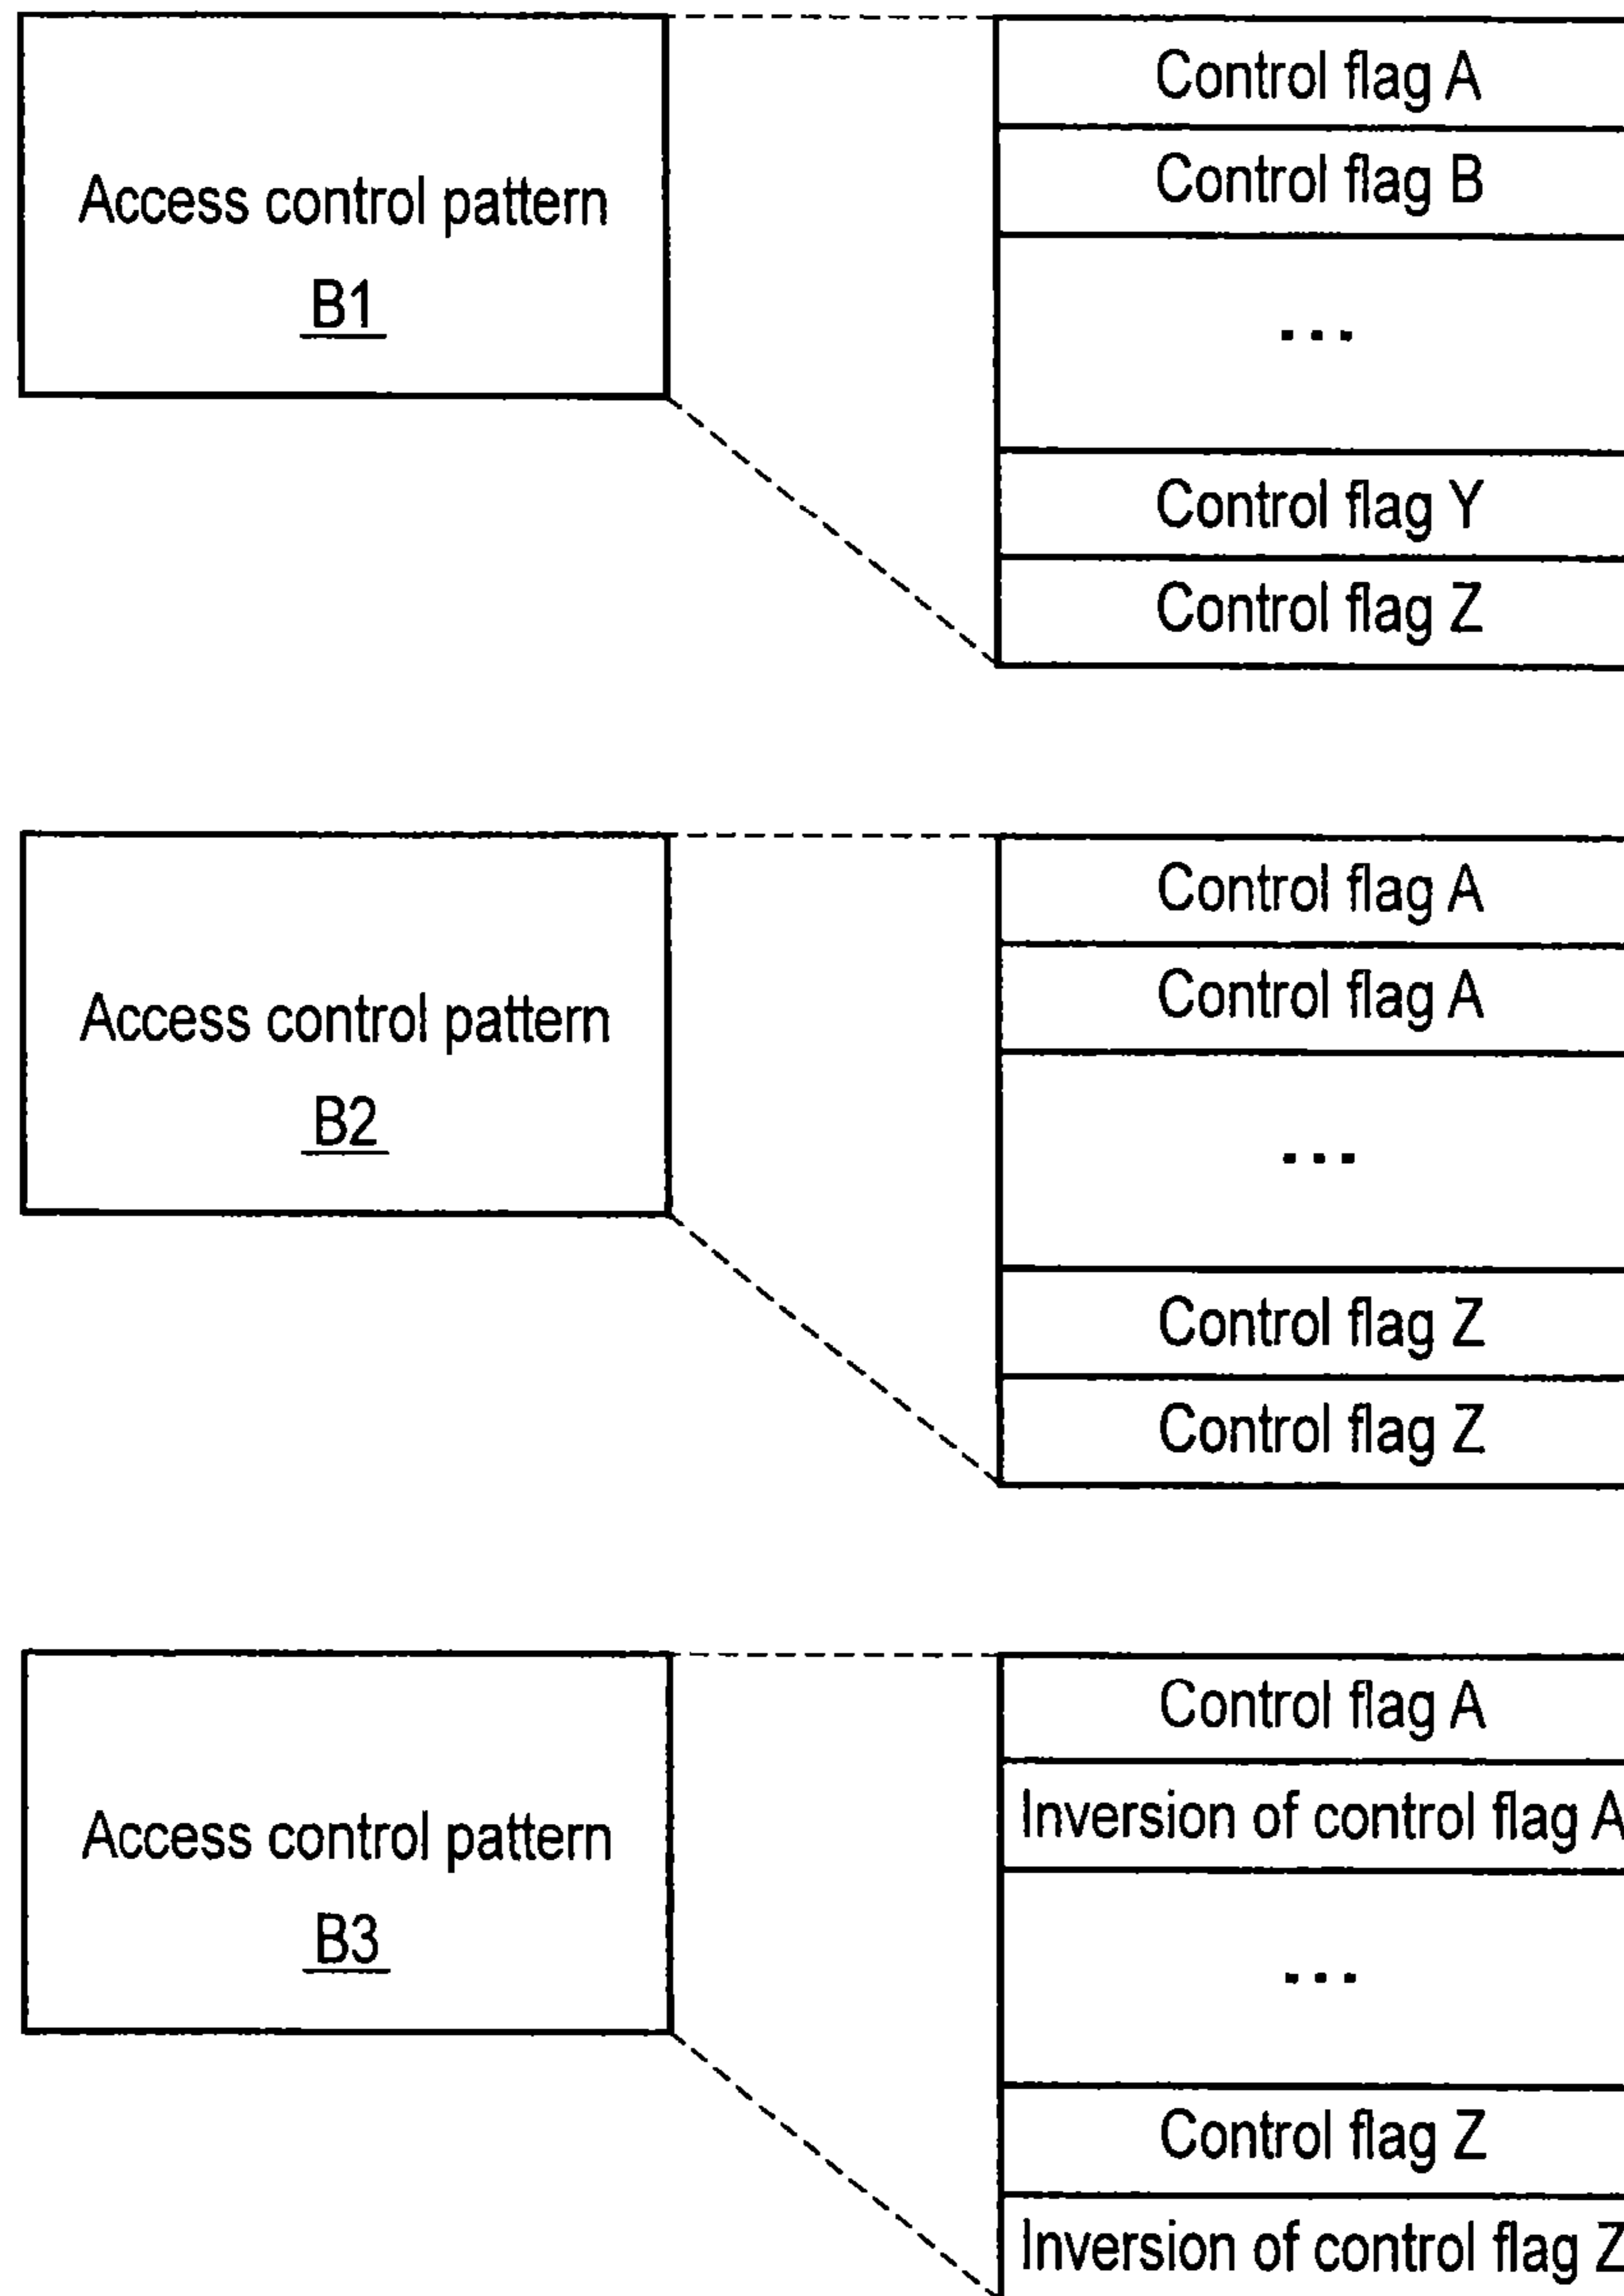 Access control pattern
B1
Control flag A
Control flag B
...
Control flag Y
Control flag Z
Access control pattern
B2
Control flag A
Control flag A
...
Control flag Z
Control flag Z
Access control pattern
B3
Control flag A
Inversion of control flag A
...
Control flag Z
Inversion of control flag Z